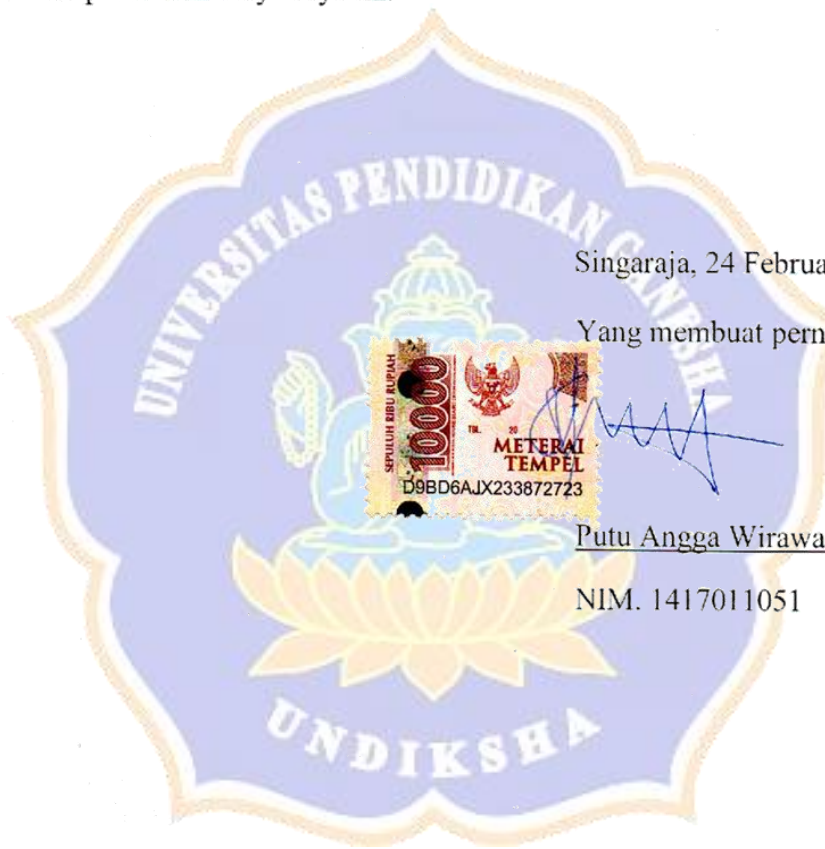 UNIVERSITAS PENDIDIKAN GANESHA
Singaraja, 24 Februa
Yang membuat pern
SEPULUH RIBU RUPIAH
10000
TBL. 20
METERAI
TEMPEL
D9BD6AJX233872723
Putu Angga Wirawa
NIM. 1417011051
UNDIKSHA